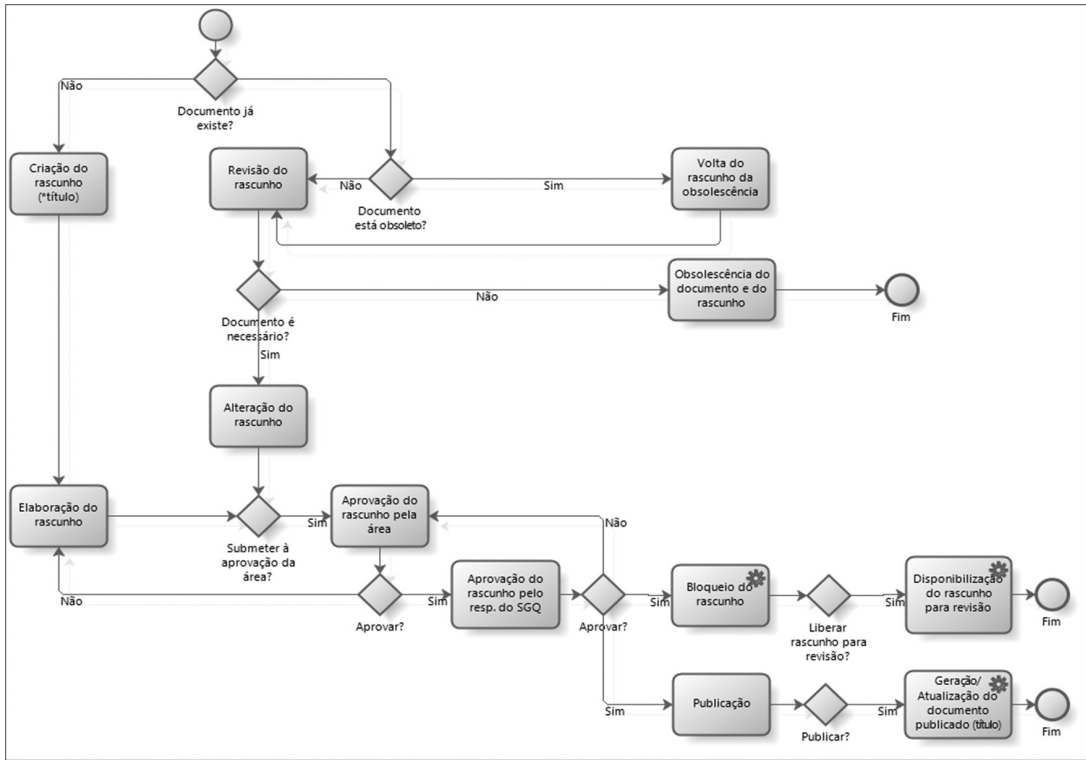 Não
Documento já
existe?
Criação do
rascunho
(*título)
Revisão do
rascunho
Não
Documento
está obsoleto?
Sim
Volta do
rascunho da
obsolescência
Documento é
necessário?
Não
Obsolescência do
documento e do
rascunho
Fim
Sim
Alteração do
rascunho
Elaboração do
rascunho
Submeter à
aprovação da
área?
Sim
Aprovação do
rascunho pela
área
Não
Não
Aprovar?
Sim
Aprovação do
rascunho pelo
resp. do SGQ
Aprovar?
Sim
Bloqueio do
rascunho
Liberar
rascunho para
revisão?
Sim
Disponibilização
do rascunho
para revisão
Fim
Sim
Publicação
Publicar?
Sim
Geração/
Atualização do
documento
publicado (título)
Fim